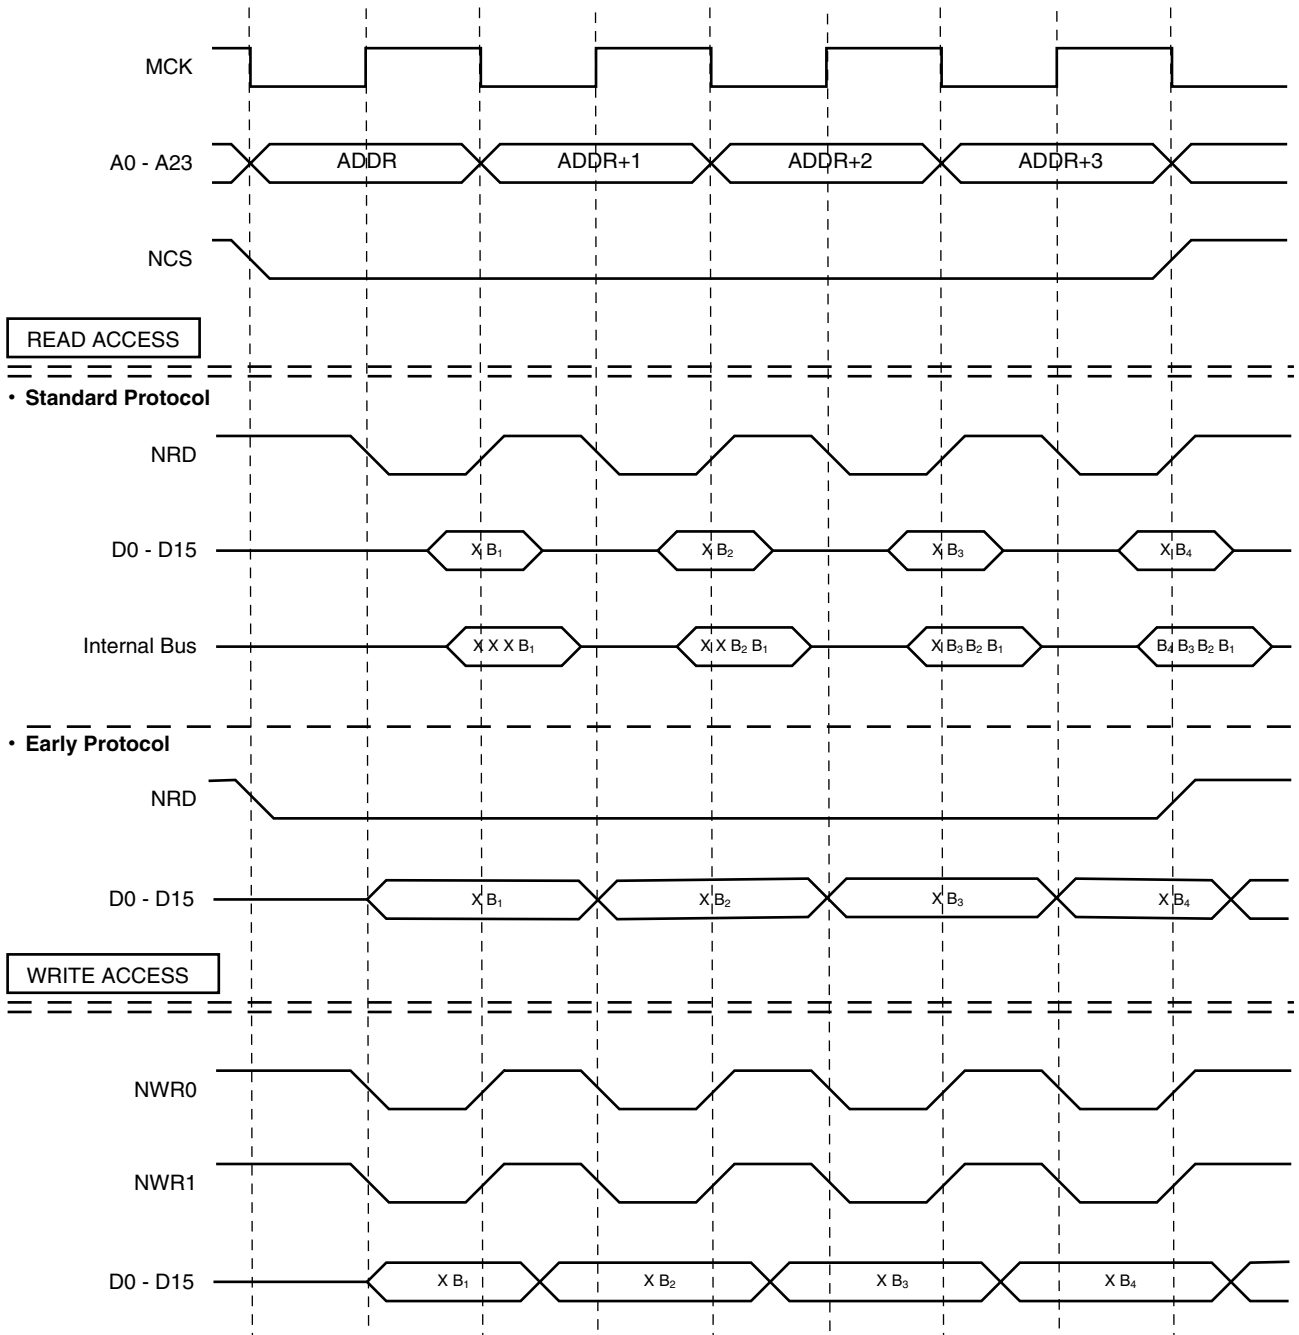 MCK
A0 - A23 ADDR ADDR+1 ADDR+2 ADDR+3
NCS
READ ACCESS
• Standard Protocol
NRD
D0 - D15 X B₁ X B₂ X B₃ X B₄
Internal Bus X X X B₁ X X B₂ B₁ X B₃ B₂ B₁ B₄ B₃ B₂ B₁
• Early Protocol
NRD
D0 - D15 X B₁ X B₂ X B₃ X B₄
WRITE ACCESS
NWR0
NWR1
D0 - D15 X B₁ X B₂ X B₃ X B₄